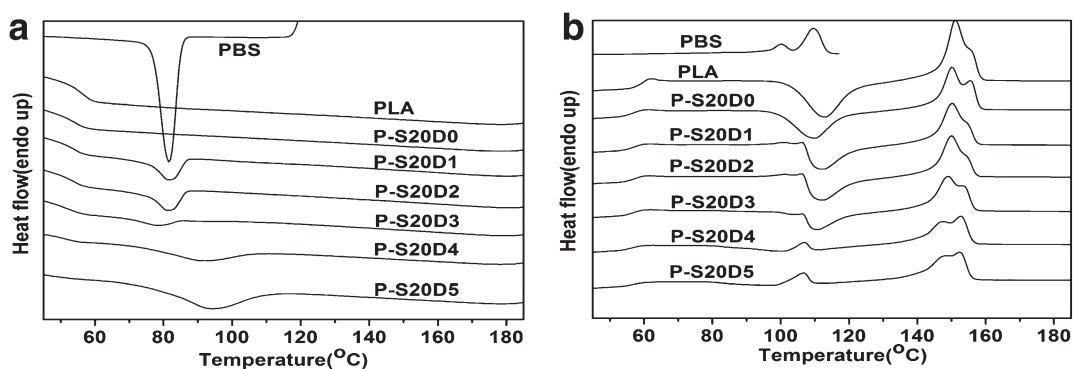 a
PBS
PLA
P-S20D0
P-S20D1
P-S20D2
P-S20D3
P-S20D4
P-S20D5
Heat flow(endo up)
60 80 100 120 140 160 180
Temperature(°C)
b
PBS
PLA
P-S20D0
P-S20D1
P-S20D2
P-S20D3
P-S20D4
P-S20D5
Heat flow(endo up)
60 80 100 120 140 160 180
Temperature(°C)